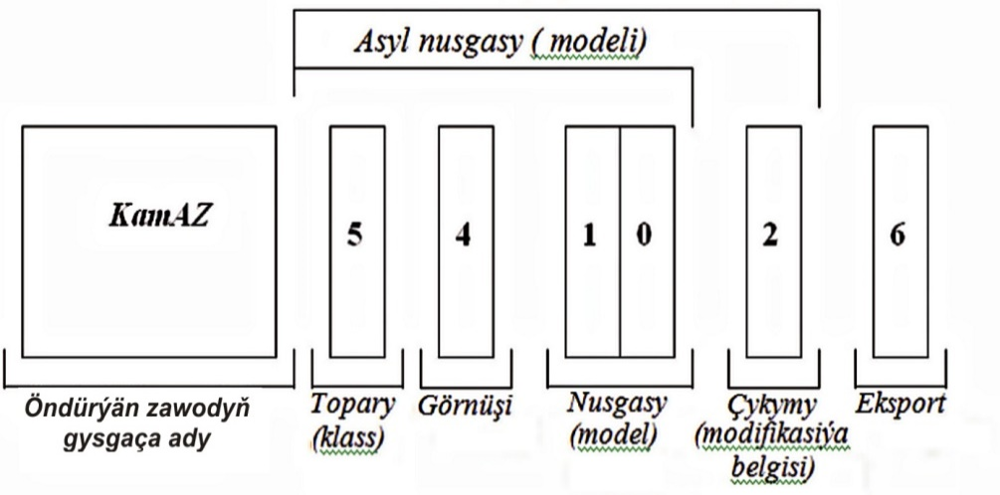 Asyl nusgasy ( modeli)
KamAZ
5
4
1 0
2
6
Öndürýän zawodyň
gysgaça ady
Topary
(klass)
Görnüşi
Nusgasy
(model)
Çykymy
(modifikasiýa
belgisi)
Eksport